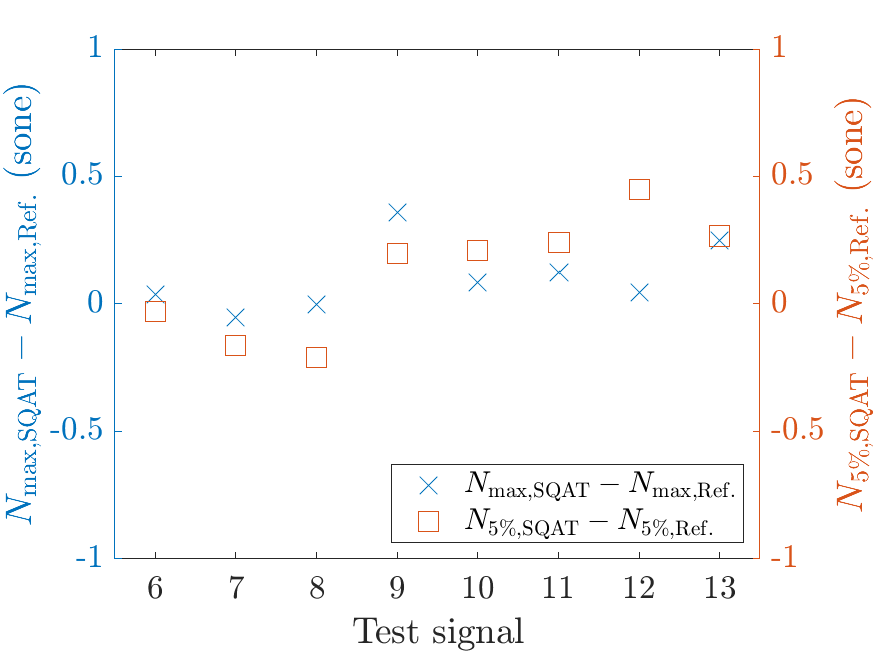 1
0.5
0
-0.5
-1
N_max,SQAT − N_max,Ref. (sone)
1
0.5
0
-0.5
-1
N_5%,SQAT − N_5%,Ref. (sone)
N_max,SQAT − N_max,Ref.
N_5%,SQAT − N_5%,Ref.
6 7 8 9 10 11 12 13
Test signal